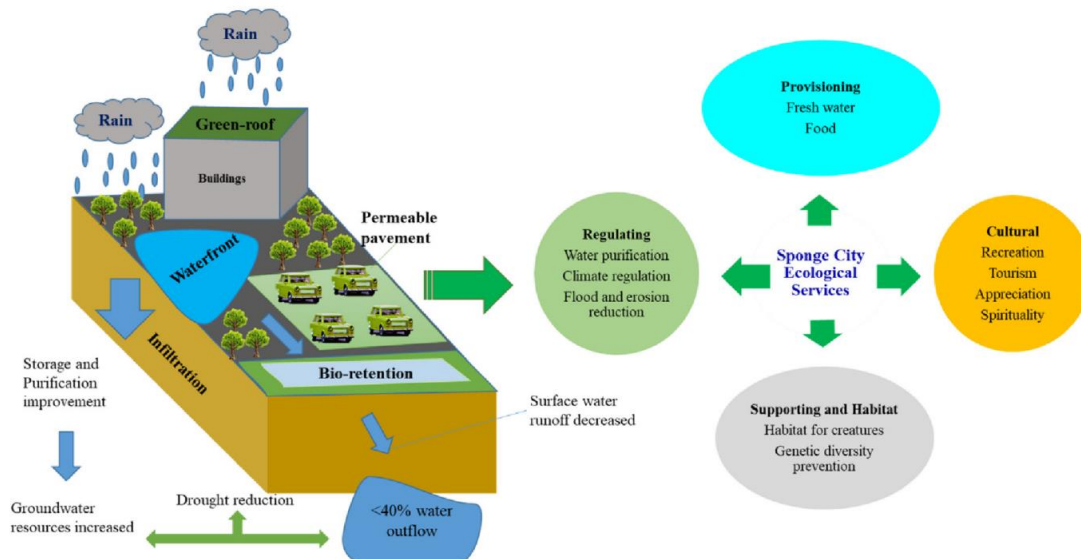 Rain
Rain
Green-roof
Buildings
Permeable
pavement
Waterfront
Infiltration
Bio-retention
Storage and
Purification
improvement
Surface water
runoff decreased
Groundwater
resources increased
Drought reduction
<40% water
outflow
Provisioning
Fresh water
Food
Regulating
Water purification
Climate regulation
Flood and erosion
reduction
Sponge City
Ecological
Services
Cultural
Recreation
Tourism
Appreciation
Spirituality
Supporting and Habitat
Habitat for creatures
Genetic diversity
prevention